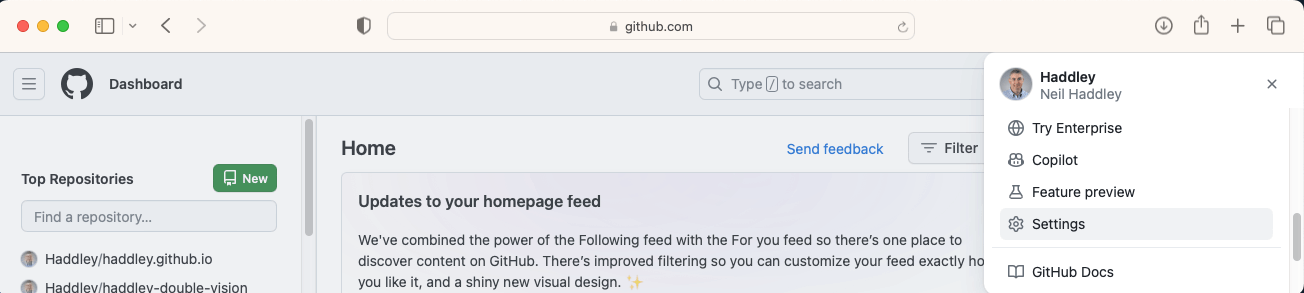 github.com
Dashboard
Type / to search
Haddley
Neil Haddley
Try Enterprise
Copilot
Feature preview
Settings
GitHub Docs
Top Repositories
New
Find a repository…
Haddley/haddley.github.io
Haddley/haddley-double-vision
Home
Send feedback
Filter
Updates to your homepage feed
We've combined the power of the Following feed with the For you feed so there’s one place to
discover content on GitHub. There’s improved filtering so you can customize your feed exactly ho
you like it, and a shiny new visual design. ✨